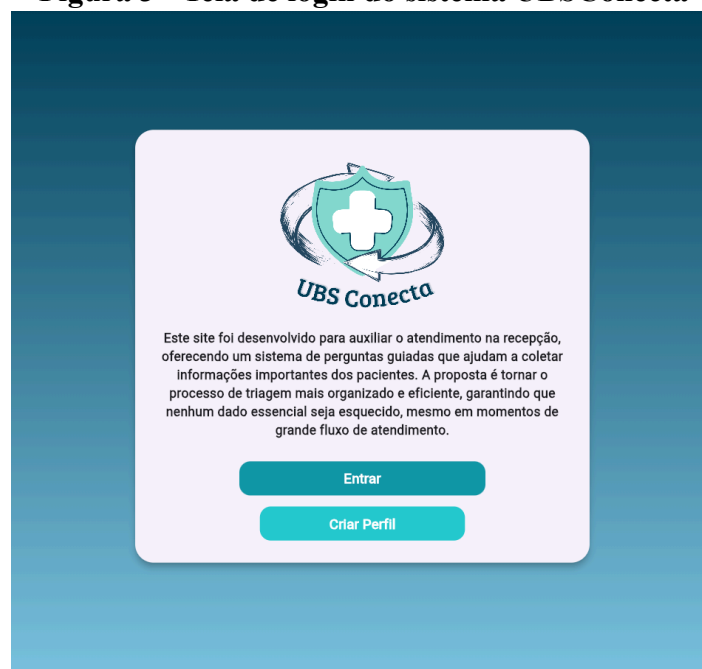 UBS Conecta
Este site foi desenvolvido para auxiliar o atendimento na recepção,
oferecendo um sistema de perguntas guiadas que ajudam a coletar
informações importantes dos pacientes. A proposta é tornar o
processo de triagem mais organizado e eficiente, garantindo que
nenhum dado essencial seja esquecido, mesmo em momentos de
grande fluxo de atendimento.
Entrar
Criar Perfil